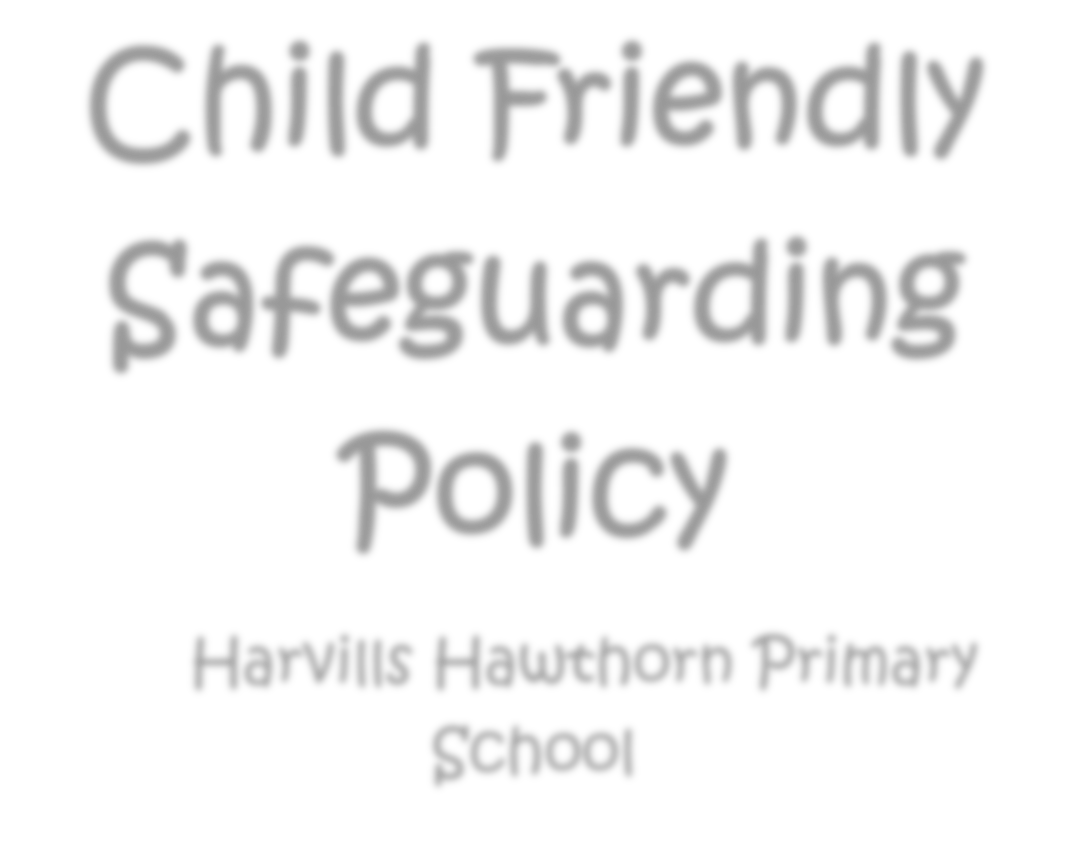 Child Friendly
Safeguarding
Policy
Harvills Hawthorn Primary
School